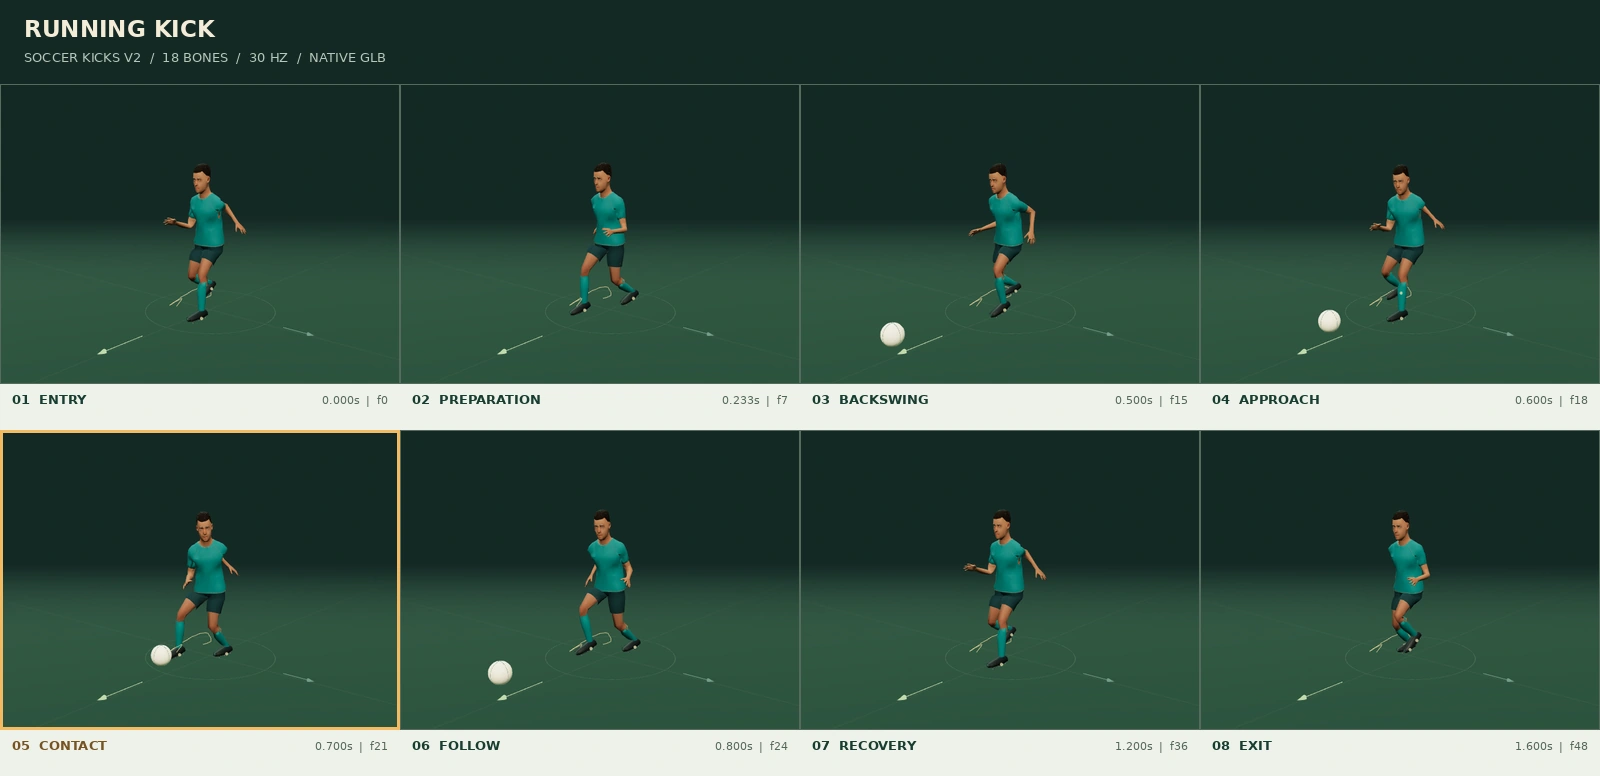 RUNNING KICK
SOCCER KICKS V2 / 18 BONES / 30 HZ / NATIVE GLB
01 ENTRY 0.000s | f0
02 PREPARATION 0.233s | f7
03 BACKSWING 0.500s | f15
04 APPROACH 0.600s | f18
05 CONTACT 0.700s | f21
06 FOLLOW 0.800s | f24
07 RECOVERY 1.200s | f36
08 EXIT 1.600s | f48